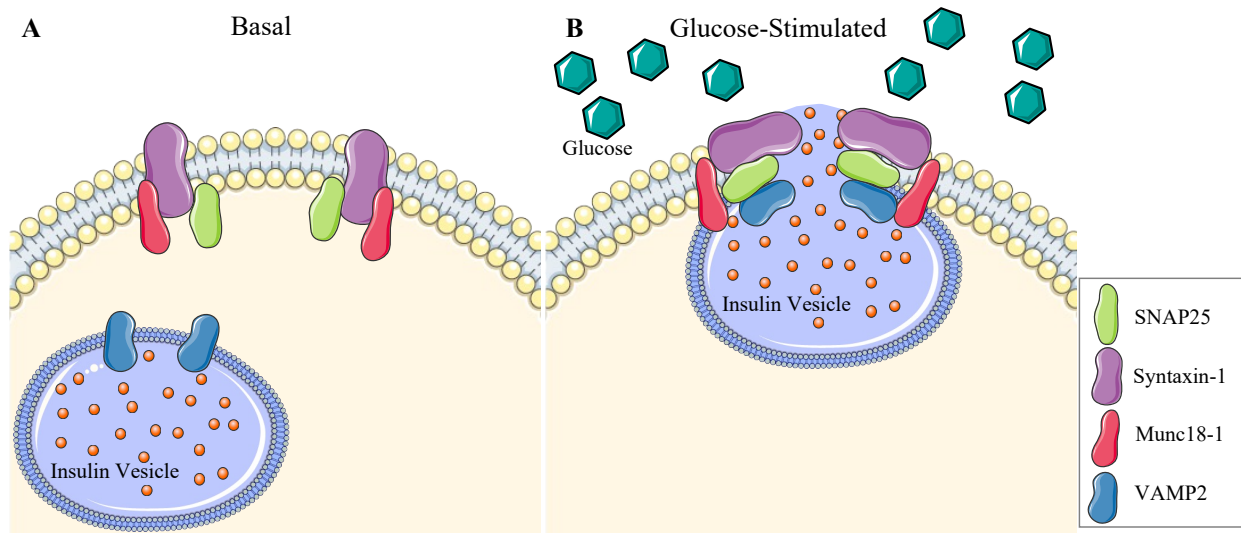 A
Basal
B
Glucose-Stimulated
Glucose
Insulin Vesicle
Insulin Vesicle
SNAP25
Syntaxin-1
Munc18-1
VAMP2